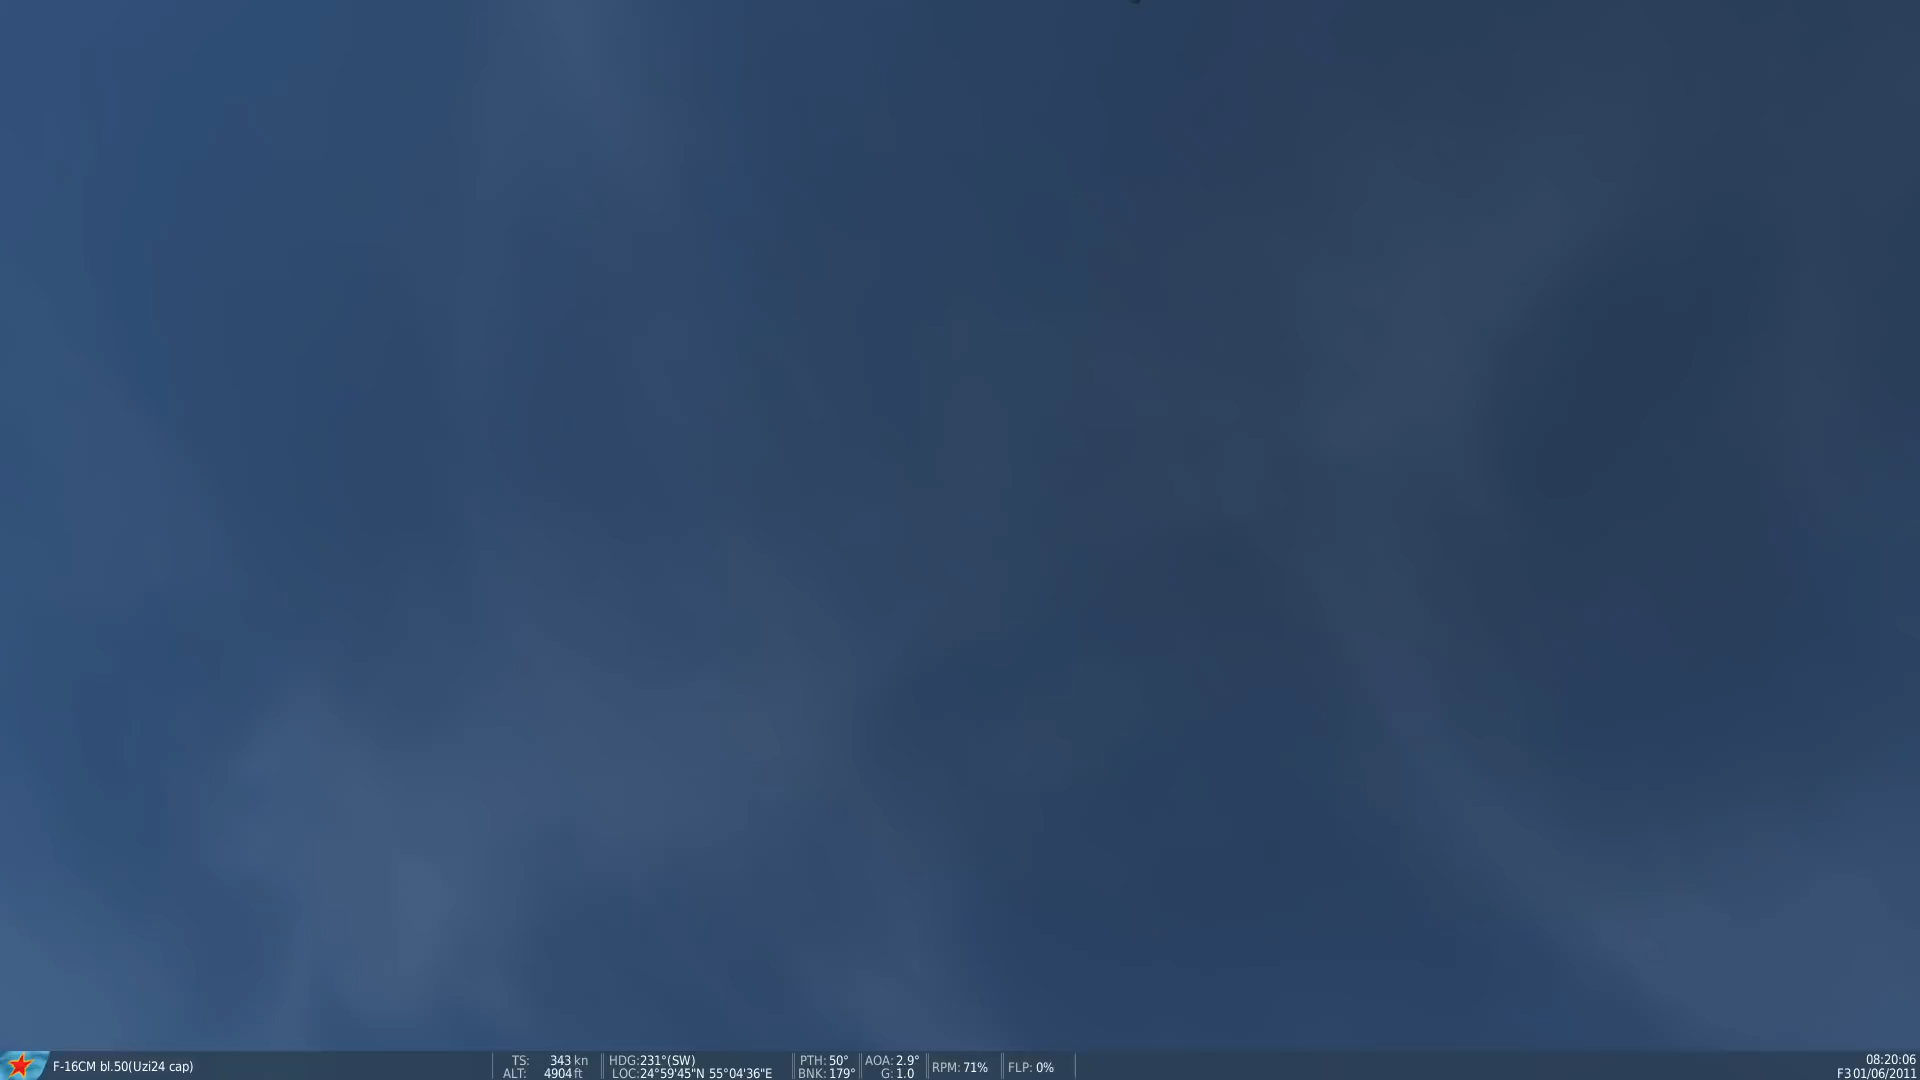 F-16CM bl.50(Uzi24 cap)
TS: 343 kn
ALT: 4904 ft
HDG:231°(SW)
LOC:24°59'45"N 55°04'36"E
PTH: 50°
BNK: 179°
AOA: 2.9°
G: 1.0
RPM: 71%
FLP: 0%
08:20:06
F3 01/06/2011